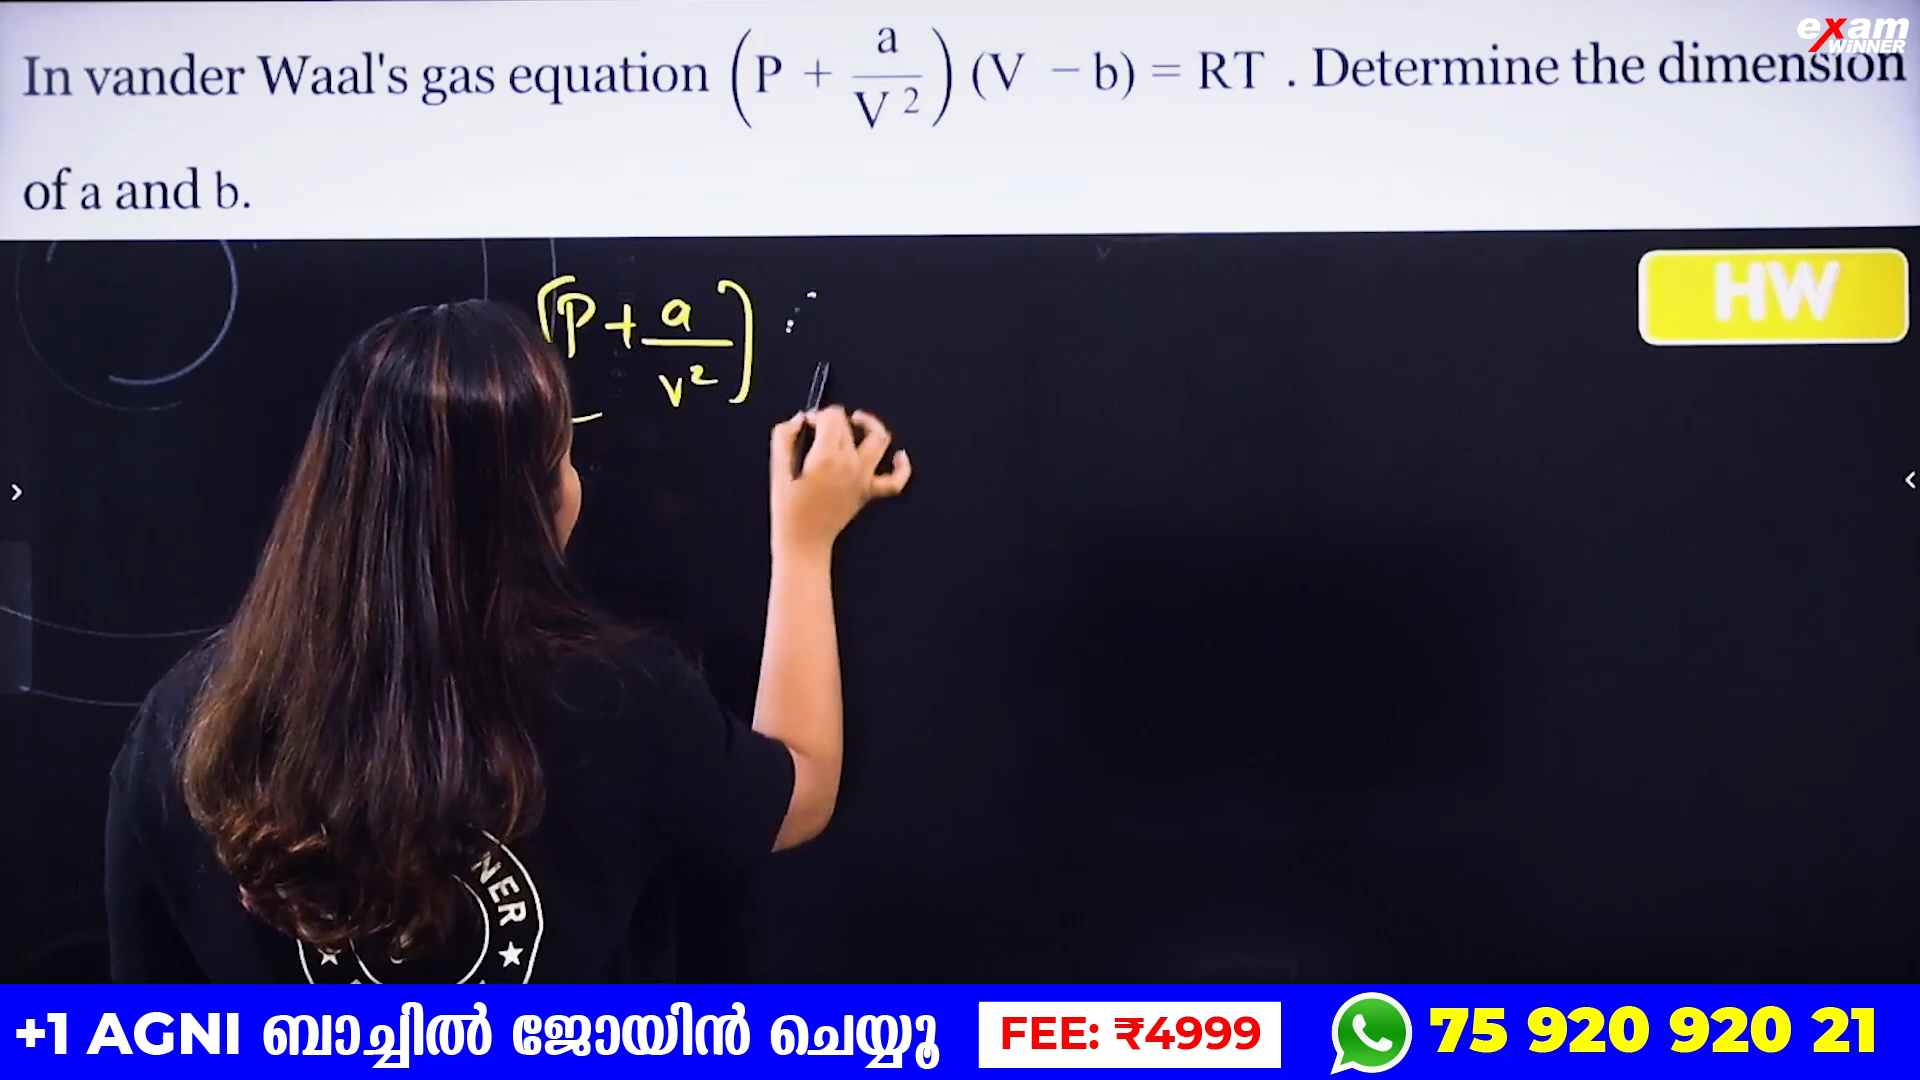 exam
WINNER
In vander Waal's gas equation (P + a/V²) (V − b) = RT . Determine the dimension
of a and b.
HW
(P + a/v²)
NER
+1 AGNI ബാച്ചിൽ ജോയിൻ ചെയ്യൂ
FEE: ₹4999
75 920 920 21